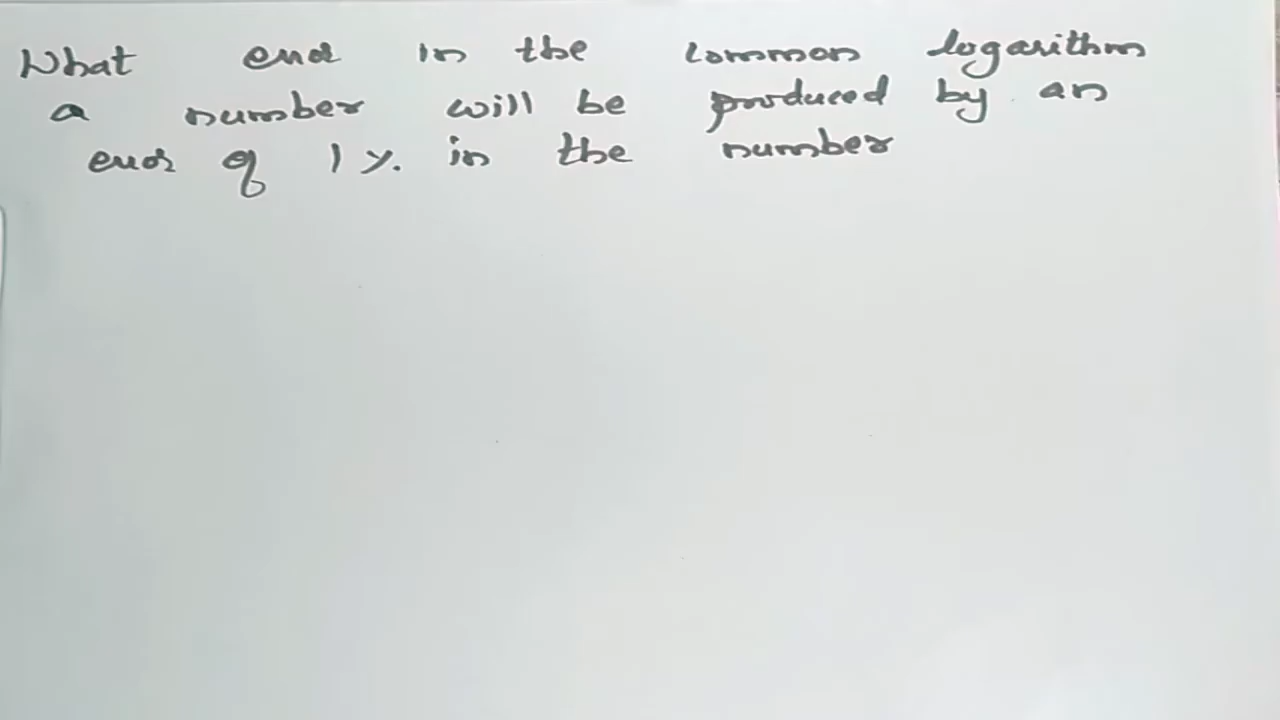 What error in the common logarithm
a number will be produced by an
error of 1 %. in the number